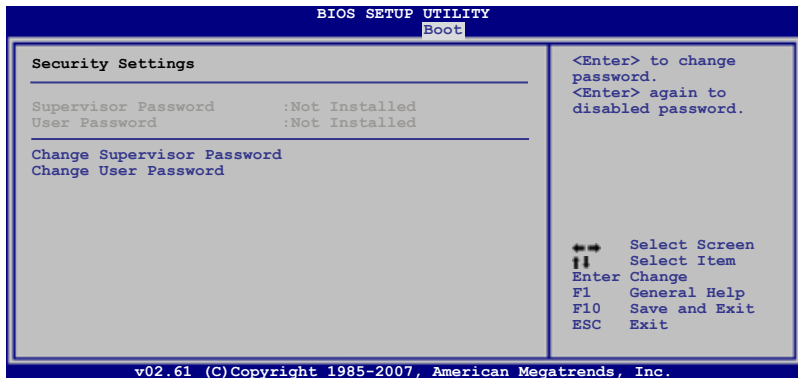 BIOS SETUP UTILITY
Boot
Security Settings
Supervisor Password :Not Installed
User Password :Not Installed
Change Supervisor Password
Change User Password
<Enter> to change
password.
<Enter> again to
disabled password.
←→ Select Screen
↑↓ Select Item
Enter Change
F1 General Help
F10 Save and Exit
ESC Exit
v02.61 (C)Copyright 1985-2007, American Megatrends, Inc.